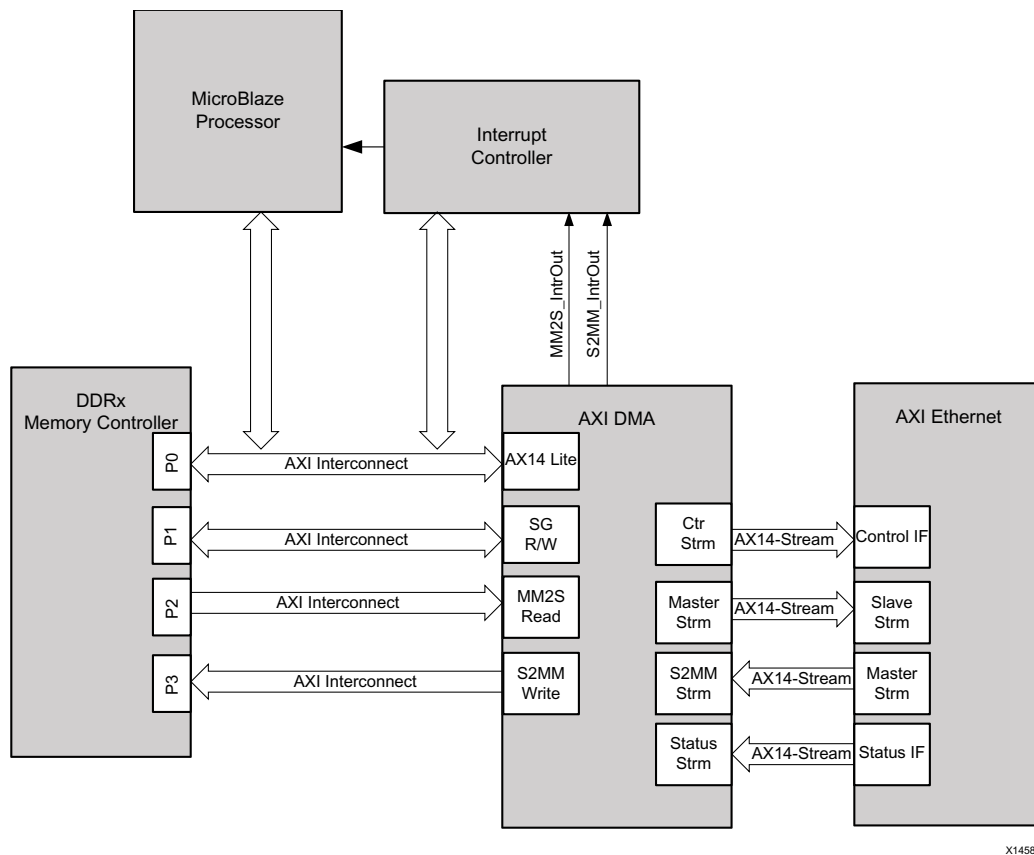 MicroBlaze
Processor
Interrupt
Controller
MM2S_IntrOut
S2MM_IntrOut
DDRx
Memory Controller
AXI DMA
AXI Ethernet
P0
AXI Interconnect
AX14 Lite
P1
AXI Interconnect
SG
R/W
Ctr
Strm
AX14-Stream
Control IF
P2
AXI Interconnect
MM2S
Read
Master
Strm
AX14-Stream
Slave
Strm
P3
AXI Interconnect
S2MM
Write
S2MM
Strm
AX14-Stream
Master
Strm
Status
Strm
AX14-Stream
Status IF